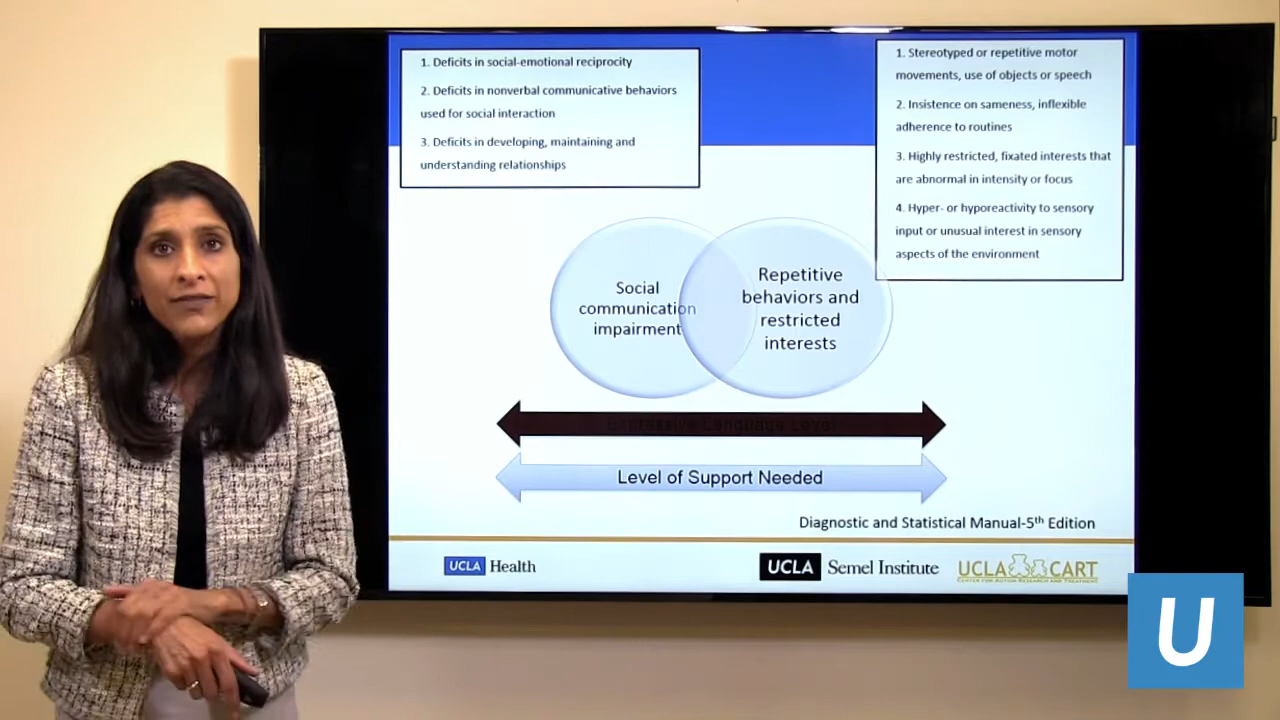 1. Deficits in social-emotional reciprocity
2. Deficits in nonverbal communicative behaviors
used for social interaction
3. Deficits in developing, maintaining and
understanding relationships
1. Stereotyped or repetitive motor
movements, use of objects or speech
2. Insistence on sameness, inflexible
adherence to routines
3. Highly restricted, fixated interests that
are abnormal in intensity or focus
4. Hyper- or hyporeactivity to sensory
input or unusual interest in sensory
aspects of the environment
Social
communication
impairment
Repetitive
behaviors and
restricted
interests
Expressive Language Level
Level of Support Needed
Diagnostic and Statistical Manual-5th Edition
UCLA Health
UCLA Semel Institute
UCLA CART
CENTER FOR AUTISM RESEARCH AND TREATMENT
U